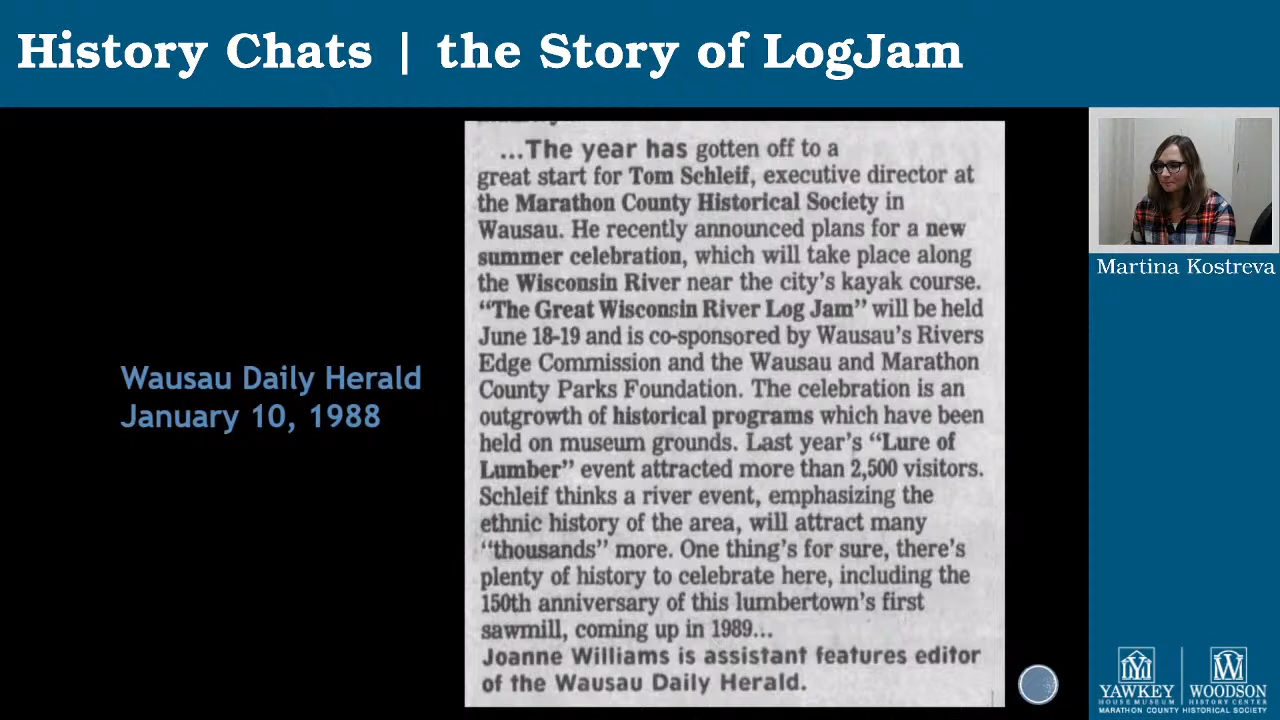 History Chats | the Story of LogJam
...The year has gotten off to a
great start for Tom Schleif, executive director at
the Marathon County Historical Society in
Wausau. He recently announced plans for a new
summer celebration, which will take place along
the Wisconsin River near the city's kayak course.
“The Great Wisconsin River Log Jam” will be held
June 18-19 and is co-sponsored by Wausau's Rivers
Edge Commission and the Wausau and Marathon
County Parks Foundation. The celebration is an
outgrowth of historical programs which have been
held on museum grounds. Last year's “Lure of
Lumber” event attracted more than 2,500 visitors.
Schleif thinks a river event, emphasizing the
ethnic history of the area, will attract many
“thousands” more. One thing's for sure, there's
plenty of history to celebrate here, including the
150th anniversary of this lumbertown's first
sawmill, coming up in 1989...
Joanne Williams is assistant features editor
of the Wausau Daily Herald.
Wausau Daily Herald
January 10, 1988
Martina Kostreva
YAWKEY
HOUSE MUSEUM
WOODSON
HISTORY CENTER
MARATHON COUNTY HISTORICAL SOCIETY